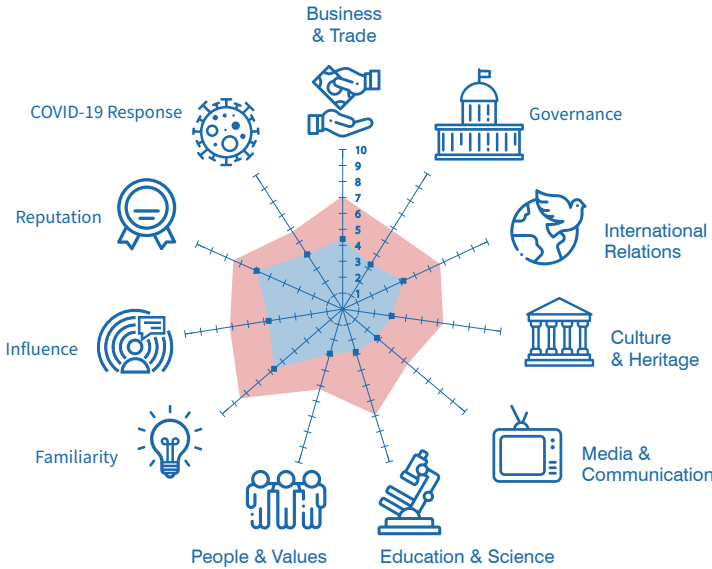 Business
& Trade
COVID-19 Response
Governance
10
9
8
7
6
5
4
3
2
1
Reputation
International
Relations
Influence
Culture
& Heritage
Familiarity
Media &
Communication
People & Values
Education & Science